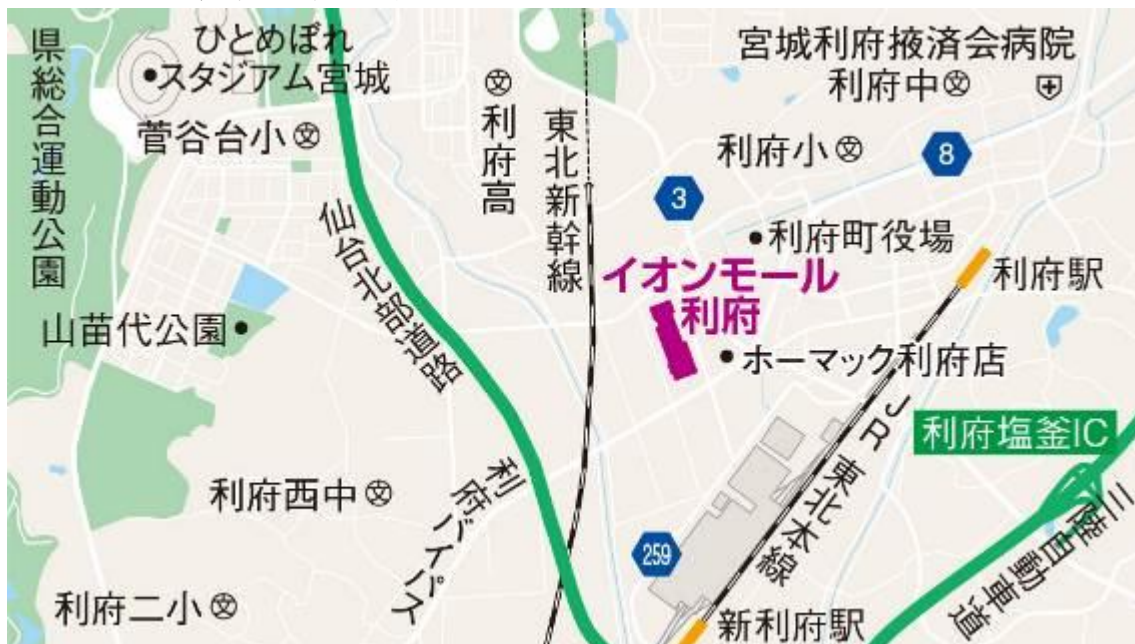 県総合運動公園
ひとめぼれ
スタジアム宮城
菅谷台小
利府高
東北新幹線
宮城利府掖済会病院
利府中
利府小
8
3
利府町役場
イオンモール
利府
利府駅
仙台北部道路
山苗代公園
ホーマック利府店
JR東北本線
利府塩釜IC
利府西中
利府バイパス
259
三陸自動車道
利府二小
新利府駅